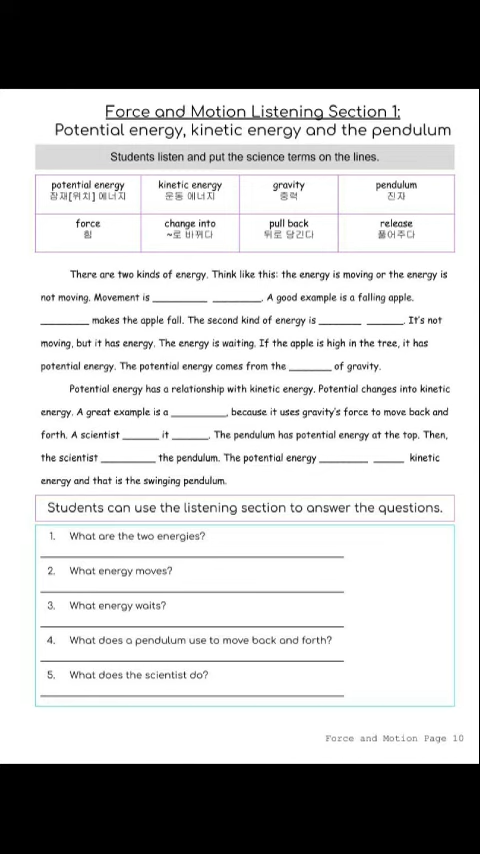 Force and Motion Listening Section 1:
Potential energy, kinetic energy and the pendulum
Students listen and put the science terms on the lines.
potential energy kinetic energy gravity pendulum
잠재[위치] 에너지 운동 에너지 중력 진자
force change into pull back release
힘 ~로 바뀌다 뒤로 당긴다 풀어주다
There are two kinds of energy. Think like this: the energy is moving or the energy is
not moving. Movement is ________ ________. A good example is a falling apple.
________ makes the apple fall. The second kind of energy is ________ ________. It's not
moving, but it has energy. The energy is waiting. If the apple is high in the tree, it has
potential energy. The potential energy comes from the ________ of gravity.
Potential energy has a relationship with kinetic energy. Potential changes into kinetic
energy. A great example is a ________, because it uses gravity's force to move back and
forth. A scientist ________ it ________. The pendulum has potential energy at the top. Then,
the scientist ________ the pendulum. The potential energy ________ ________ kinetic
energy and that is the swinging pendulum.
Students can use the listening section to answer the questions.
1. What are the two energies?
2. What energy moves?
3. What energy waits?
4. What does a pendulum use to move back and forth?
5. What does the scientist do?
Force and Motion Page 10